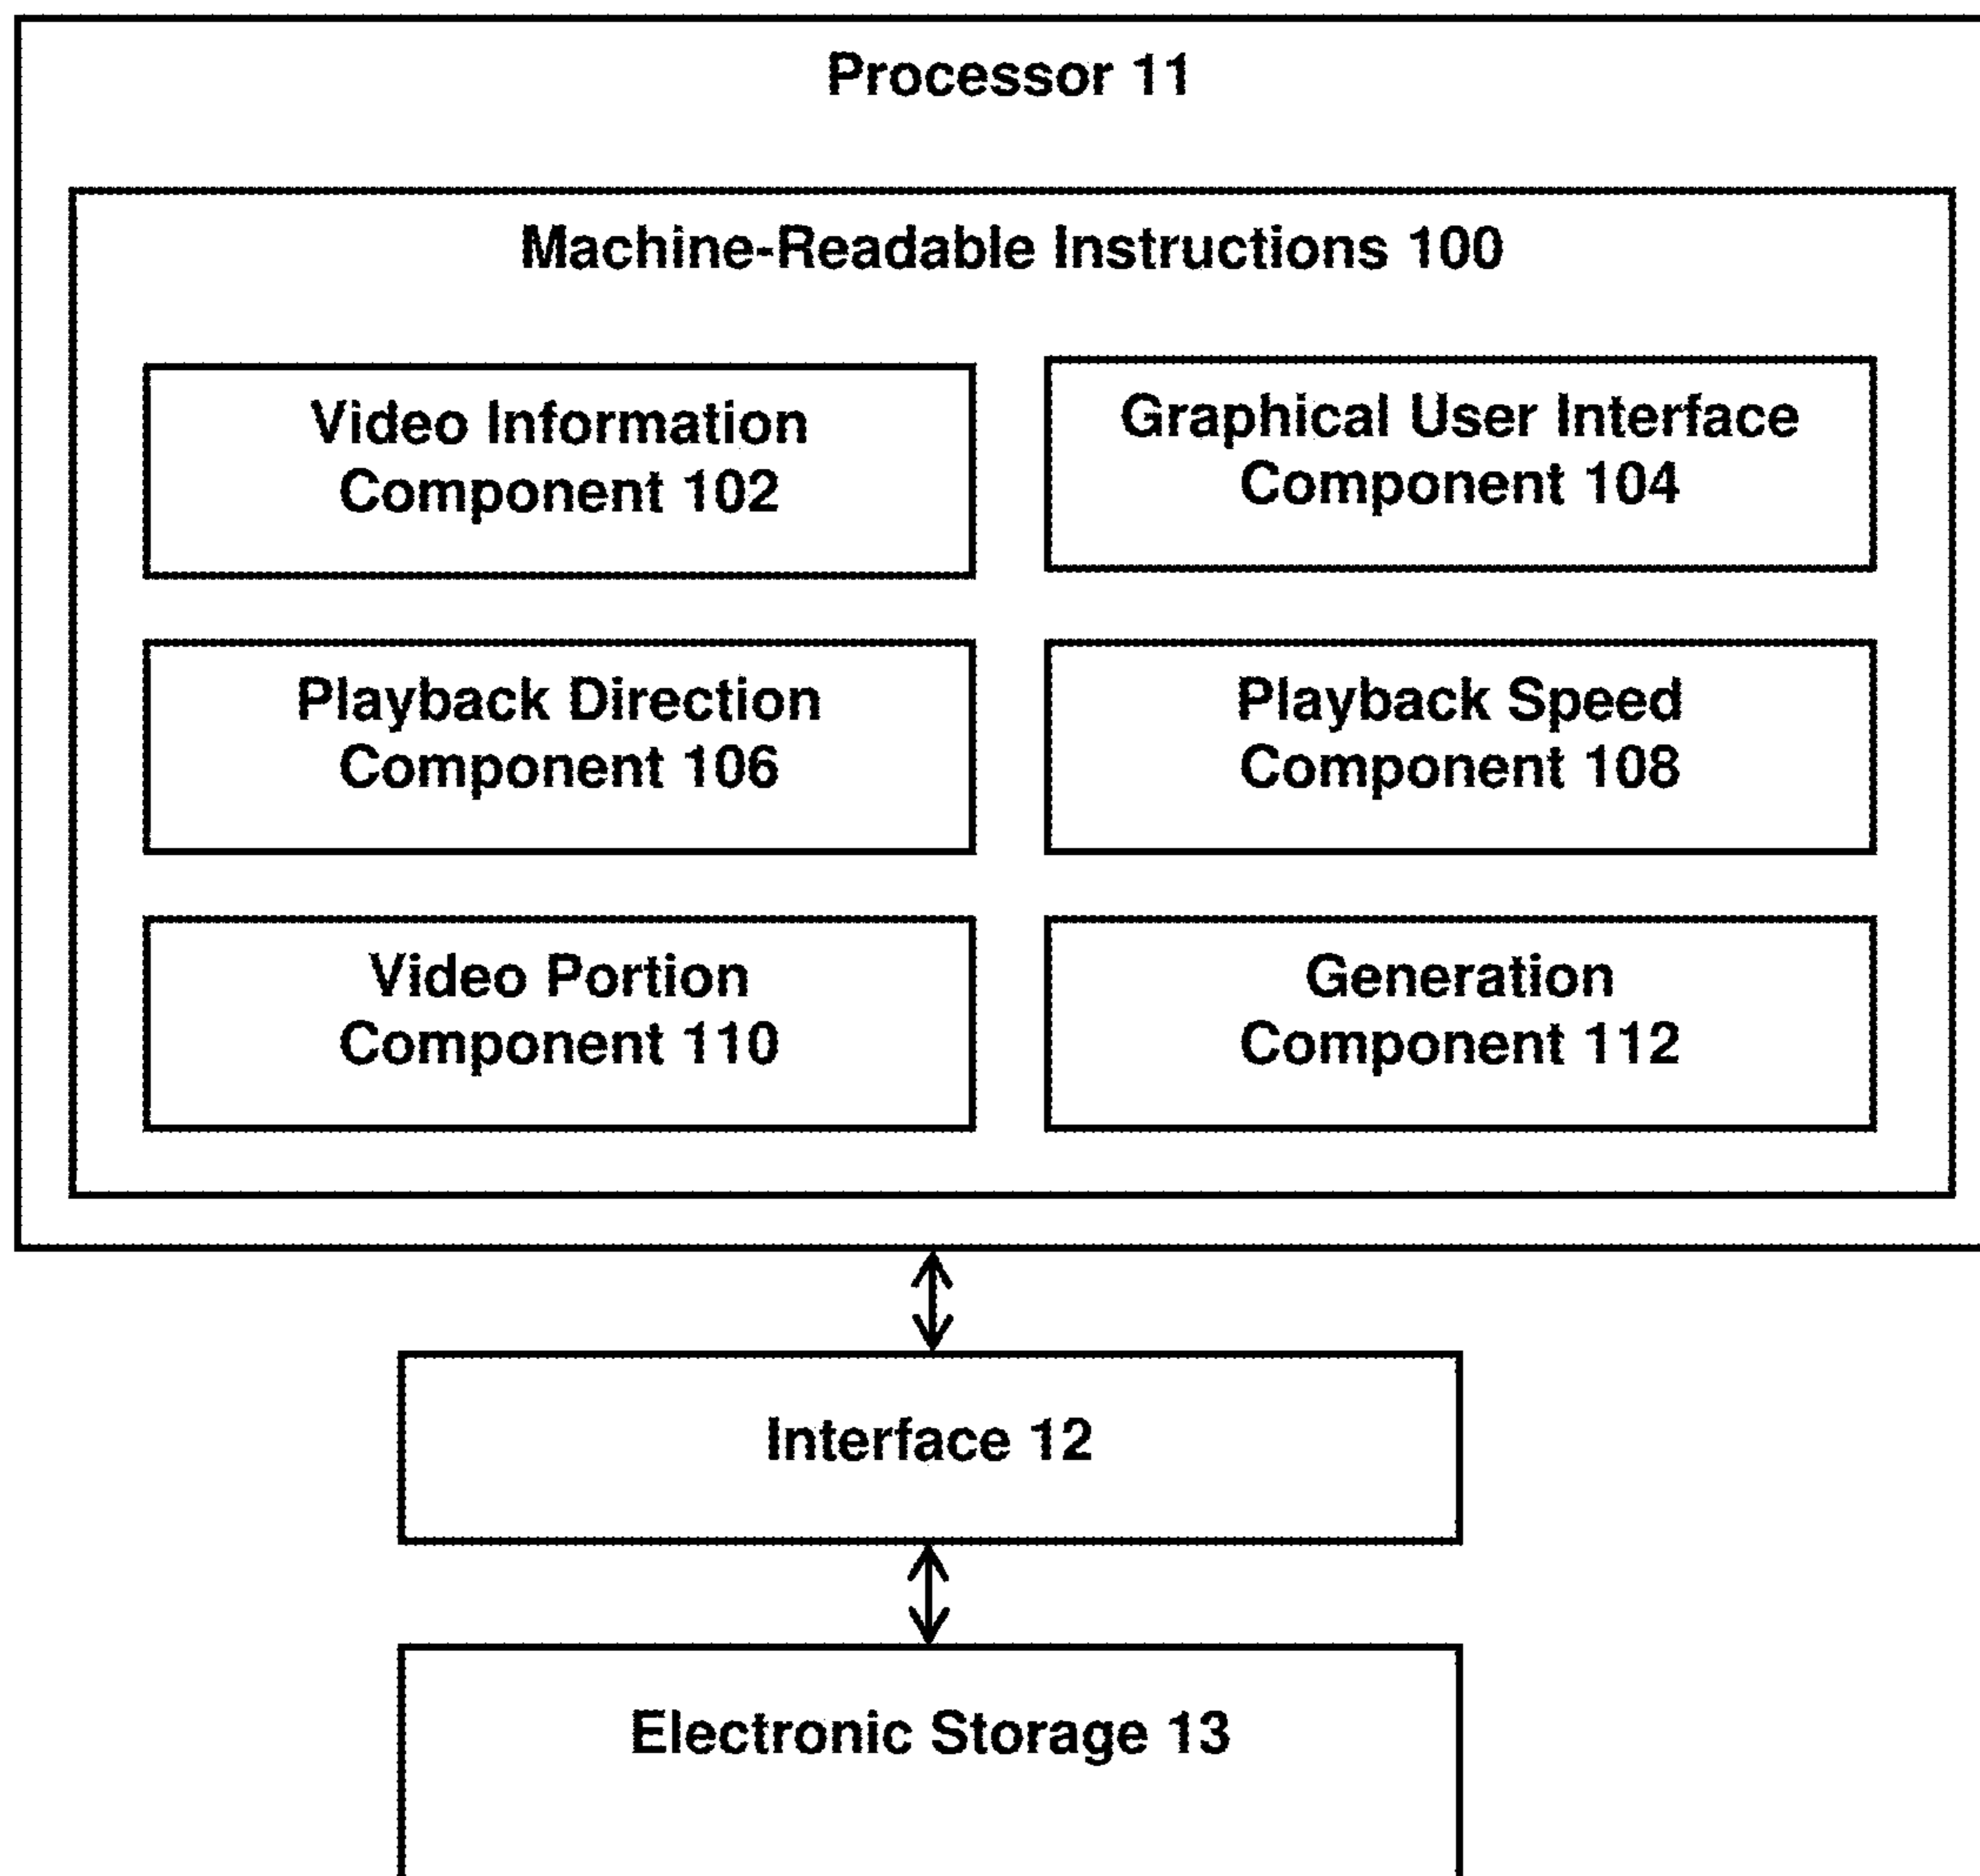 Processor 11
Machine-Readable Instructions 100
Video Information
Component 102
Graphical User Interface
Component 104
Playback Direction
Component 106
Playback Speed
Component 108
Video Portion
Component 110
Generation
Component 112
Interface 12
Electronic Storage 13